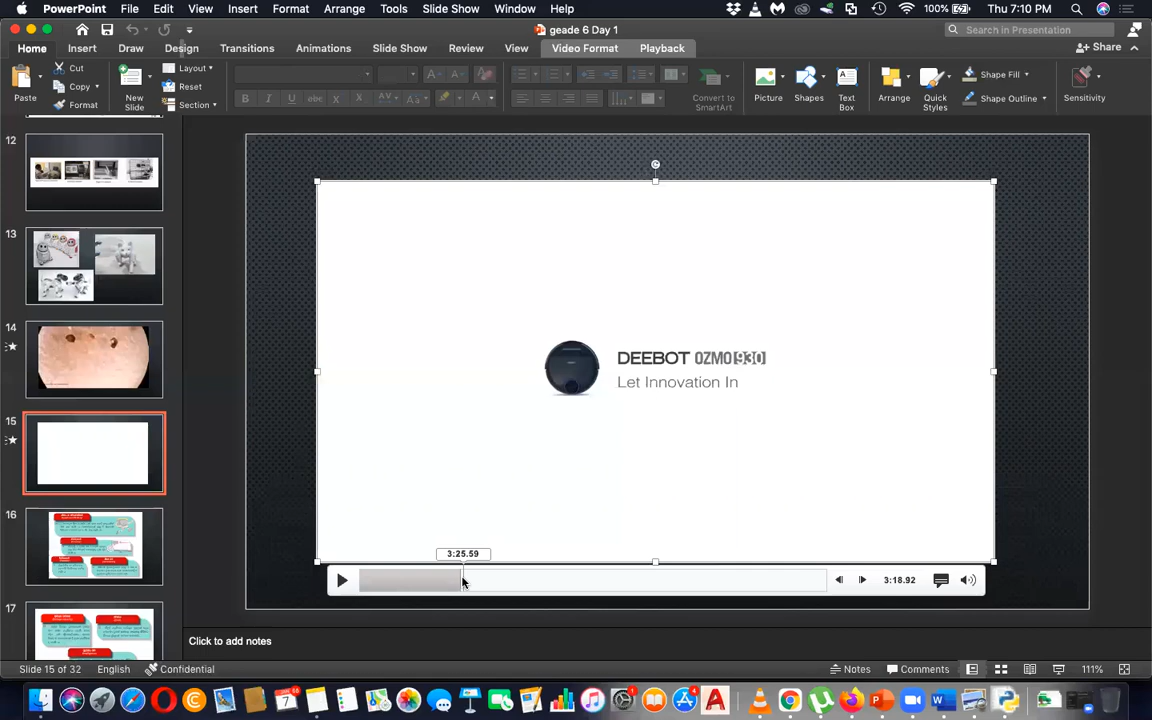 PowerPoint File Edit View Insert Format Arrange Tools Slide Show Window Help 100% Thu 7:10 PM
geade 6 Day 1
Search in Presentation
Home Insert Draw Design Transitions Animations Slide Show Review View Video Format Playback Share
Paste
Cut
Copy
Format
New Slide
Layout
Reset
Section
Convert to SmartArt
Picture
Shapes
Text Box
Arrange
Quick Styles
Shape Fill
Shape Outline
Sensitivity
12
13
14
15
16
17
DEEBOT OZMO 930
Let Innovation In
3:25.59
3:18.92
Click to add notes
Slide 15 of 32 English Confidential Notes Comments 111%